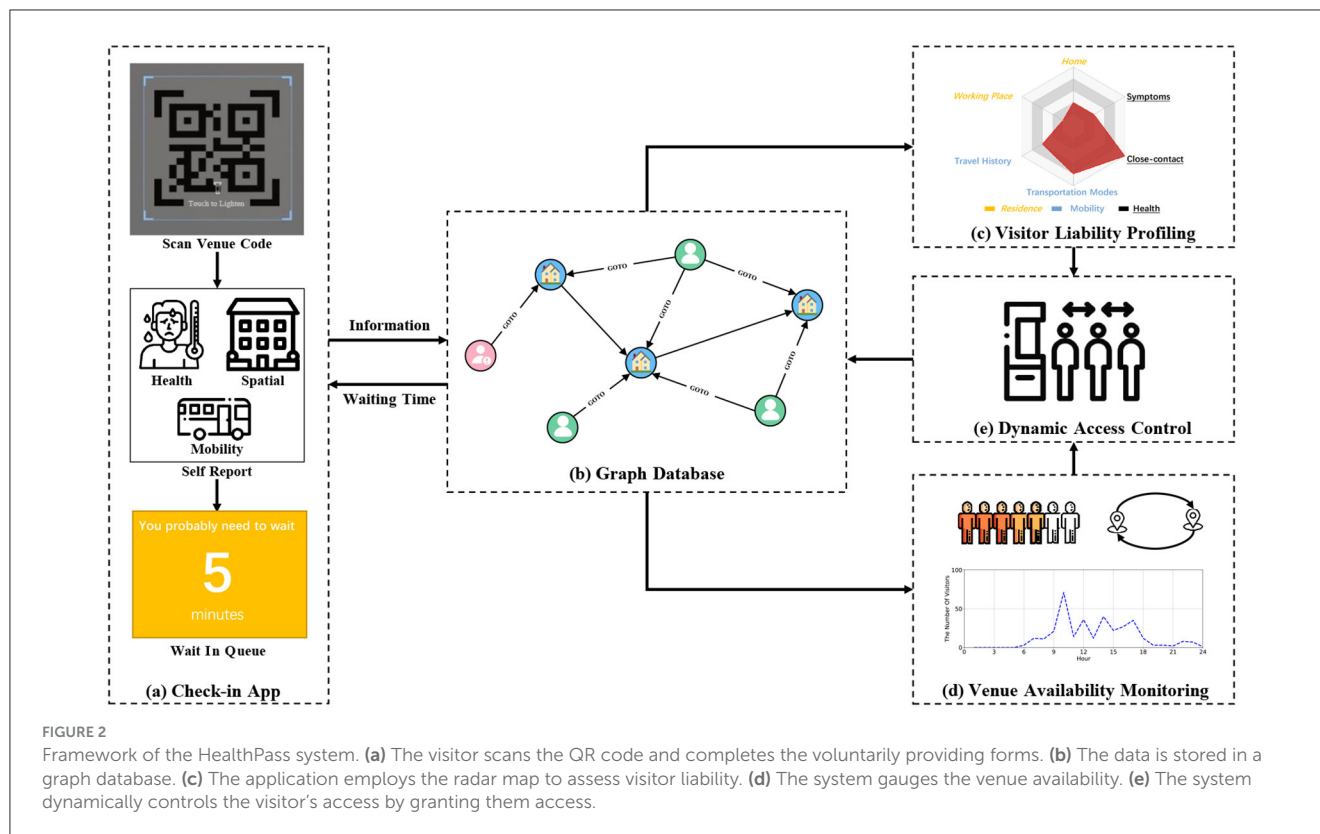 Touch to Lighten
Scan Venue Code
Health
Spatial
Mobility
Self Report
You probably need to wait
5
minutes
Wait In Queue
(a) Check-in App
Information
Waiting Time
GOTO
GOTO
GOTO
GOTO
GOTO
GOTO
GOTO
(b) Graph Database
Home
Working Place
Symptoms
Travel History
Close-contact
Transportation Modes
Residence Mobility Health
(c) Visitor Liability Profiling
(e) Dynamic Access Control
The Number Of Visitors
100
50
0
0 3 6 9 12 15 18 21 24
Hour
(d) Venue Availability Monitoring
FIGURE 2
Framework of the HealthPass system. (a) The visitor scans the QR code and completes the voluntarily providing forms. (b) The data is stored in a
graph database. (c) The application employs the radar map to assess visitor liability. (d) The system gauges the venue availability. (e) The system
dynamically controls the visitor's access by granting them access.